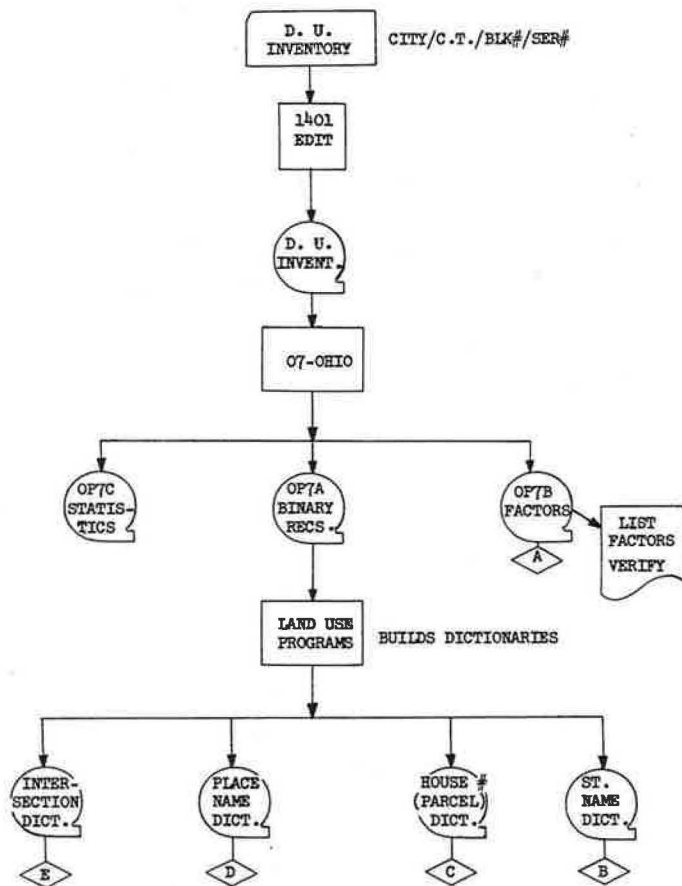 D. U.
INVENTORY
CITY/C.T./BLK#/SER#
1401
EDIT
D. U.
INVENT.
07-OHIO
OP7C
STATIS-
TICS
OP7A
BINARY
RECS.
OP7B
FACTORS
A
LIST
FACTORS
VERIFY
LAND USE
PROGRAMS
BUILDS DICTIONARIES
INTER-
SECTION
DICT.
PLACE
NAME
DICT.
HOUSE #
(PARCEL)
DICT.
ST.
NAME
DICT.
E
D
C
B